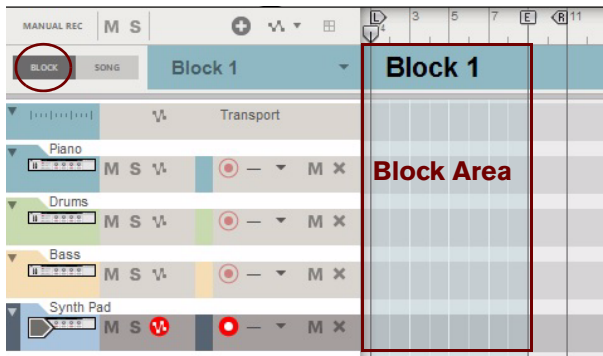 MANUAL REC M S L 3 5 7 E R 11
4
BLOCK SONG Block 1 Block 1
Transport
Piano
M S M
Block Area
Drums
M S M
Bass
M S M
Synth Pad
M S M